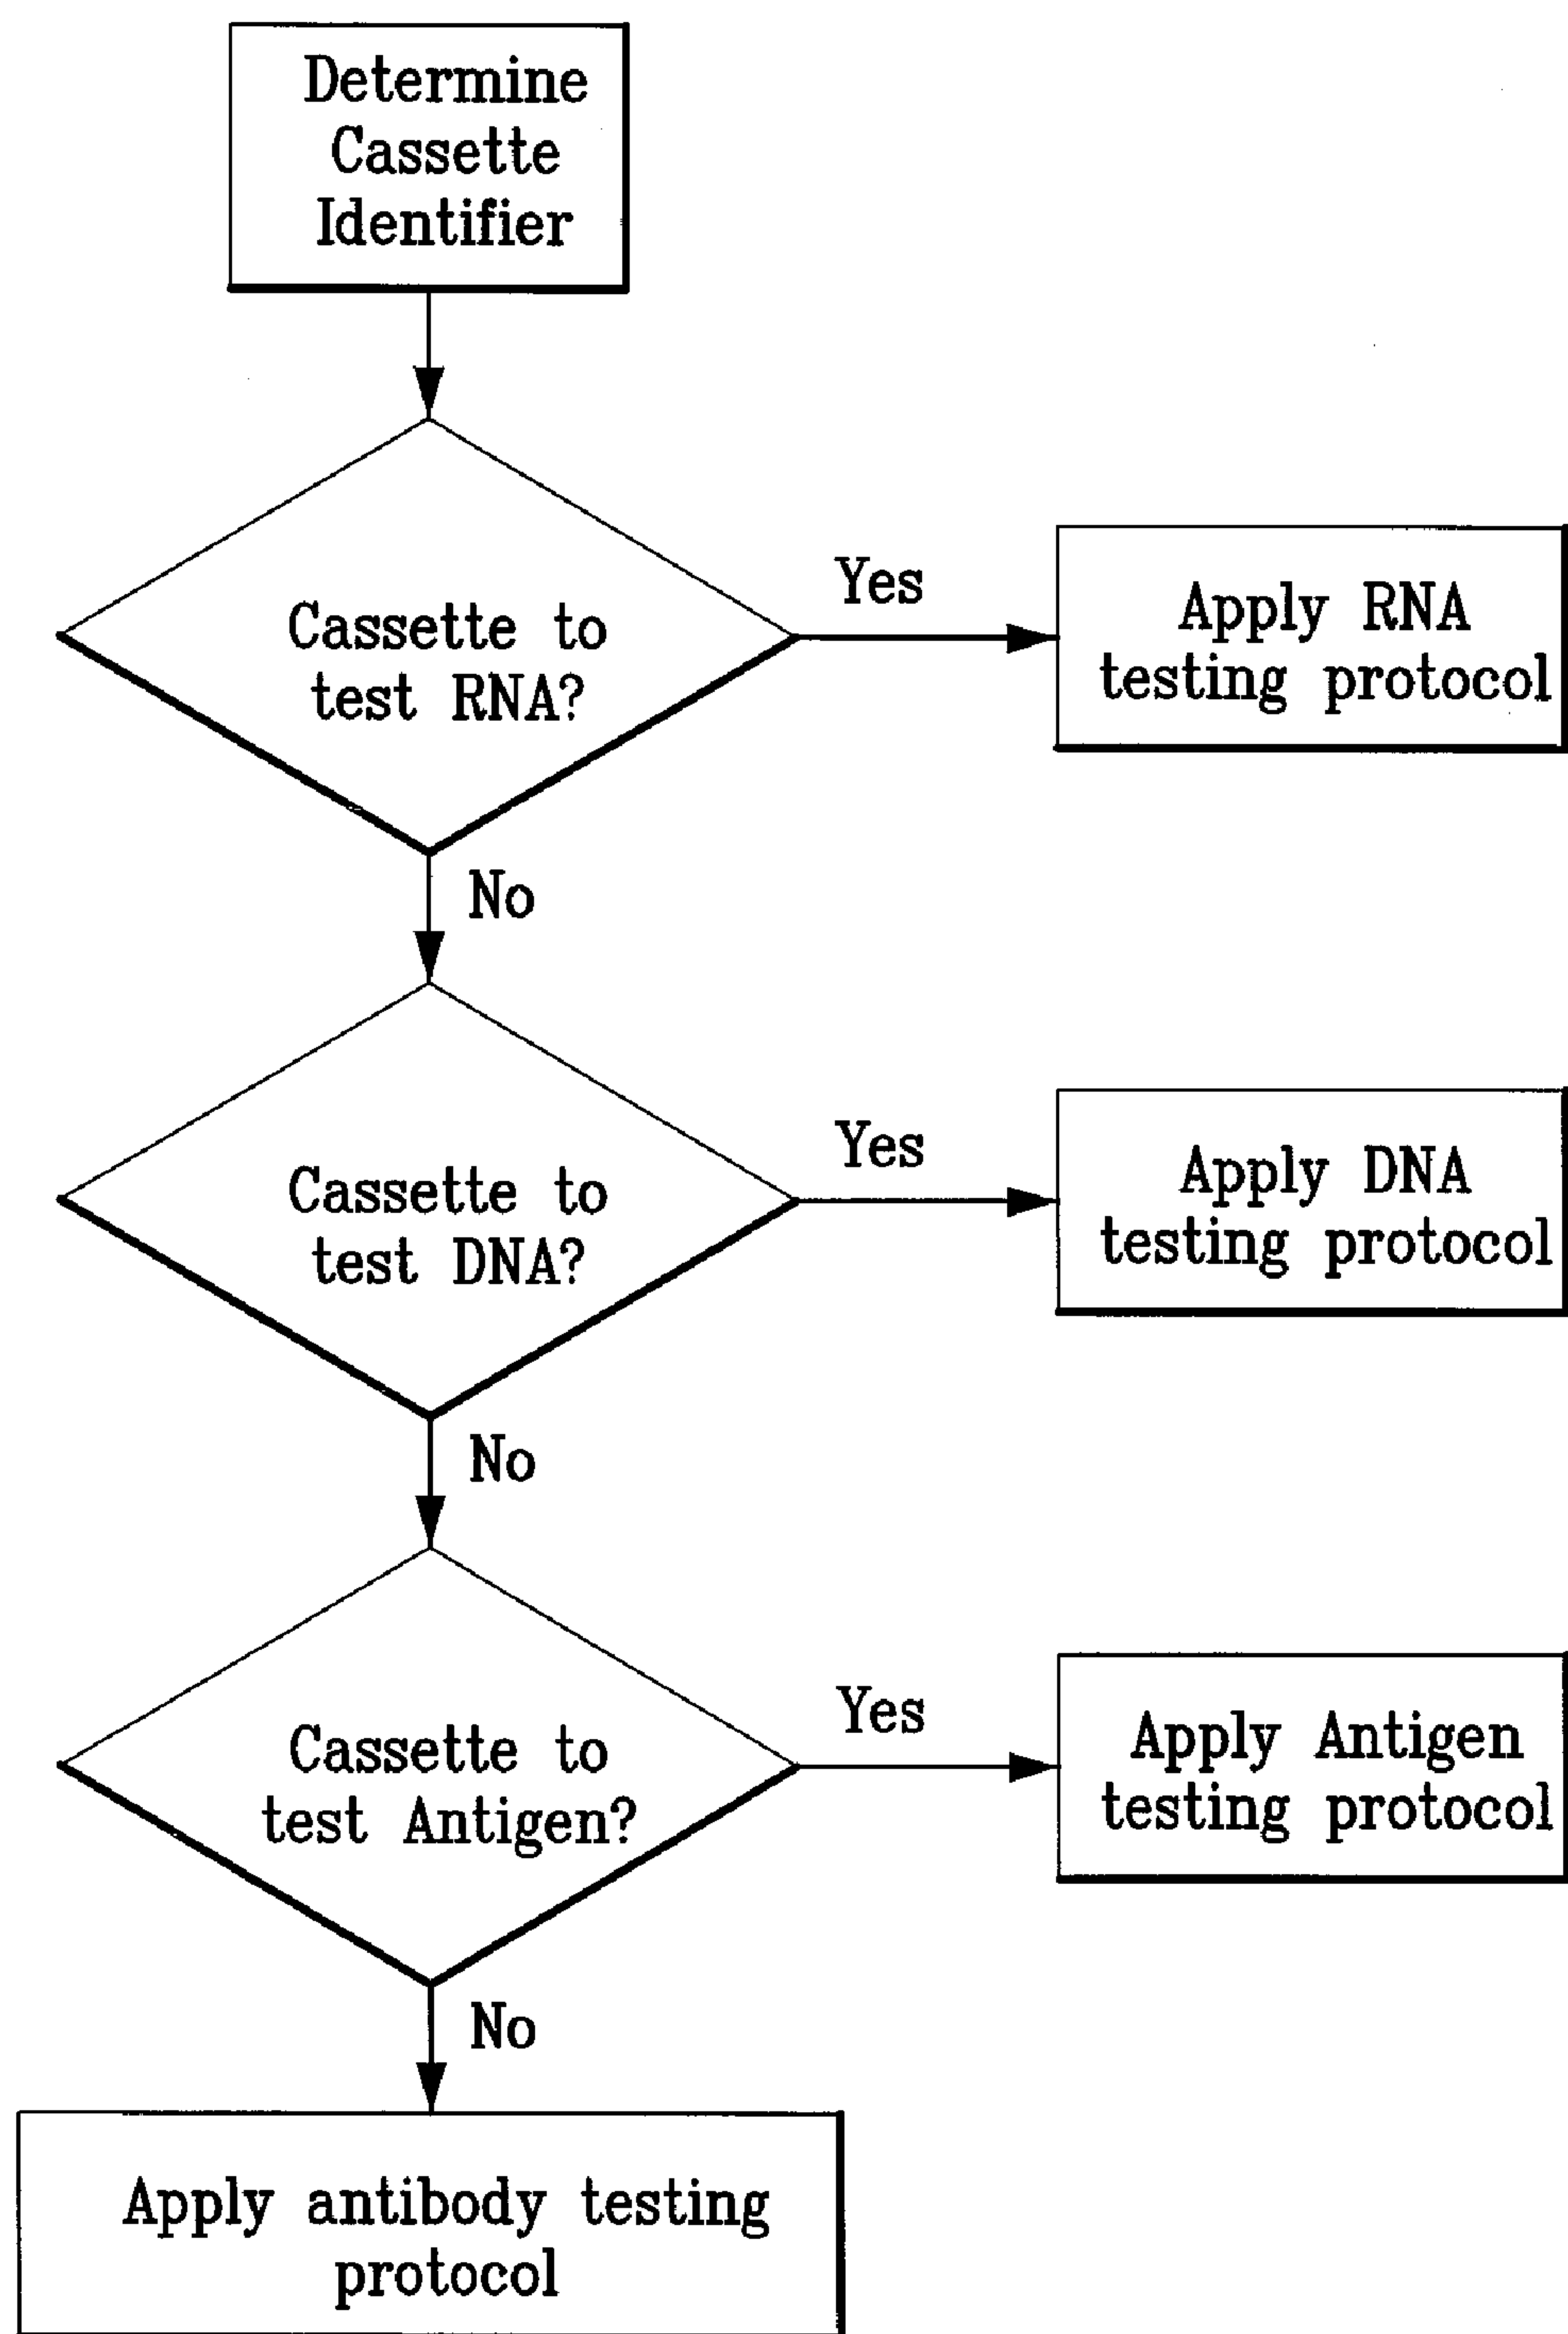 Determine
Cassette
Identifier
Cassette to
test RNA?
Yes
Apply RNA
testing protocol
No
Cassette to
test DNA?
Yes
Apply DNA
testing protocol
No
Cassette to
test Antigen?
Yes
Apply Antigen
testing protocol
No
Apply antibody testing
protocol